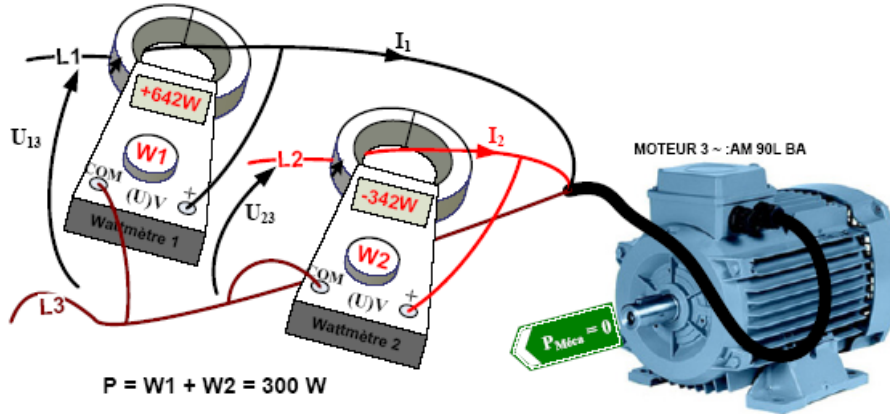 L1
I1
+642W
U13
W1
COM
+
(U)V
Wattmètre 1
L2
I2
MOTEUR 3 ~ :AM 90L BA
-342W
U23
W2
COM
+
(U)V
Wattmètre 2
L3
PMéca = 0
P = W1 + W2 = 300 W